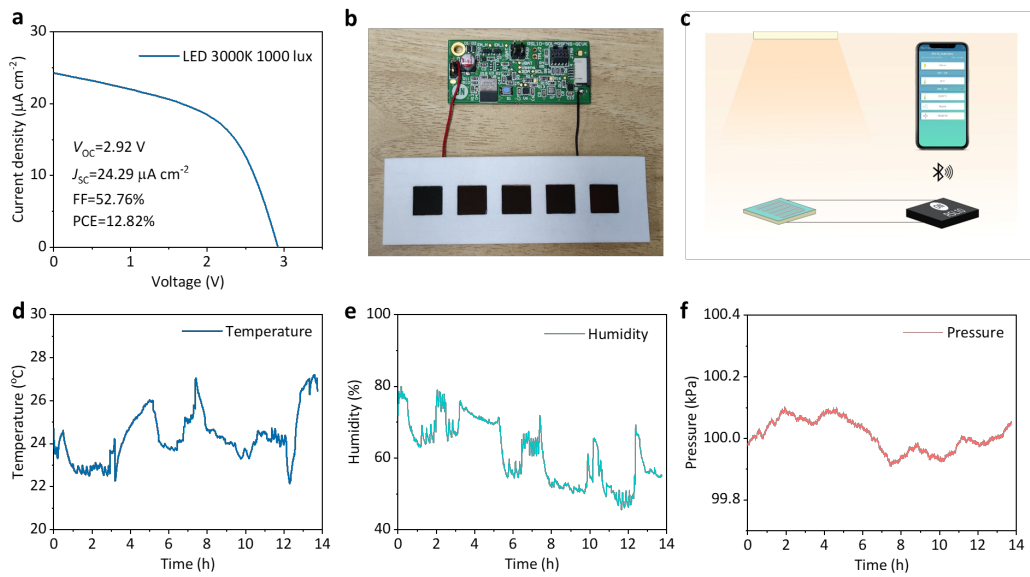 a
30
20
10
0
0
1
2
3
Current density (μA cm⁻²)
Voltage (V)
LED 3000K 1000 lux
V_OC=2.92 V
J_SC=24.29 μA cm⁻²
FF=52.76%
PCE=12.82%
b
c
RSL10
d
30
28
26
24
22
20
0 2 4 6 8 10 12 14
Temperature (°C)
Time (h)
Temperature
e
100
80
60
40
0 2 4 6 8 10 12 14
Humidity (%)
Time (h)
Humidity
f
100.4
100.2
100.0
99.8
0 2 4 6 8 10 12 14
Pressure (kPa)
Time (h)
Pressure